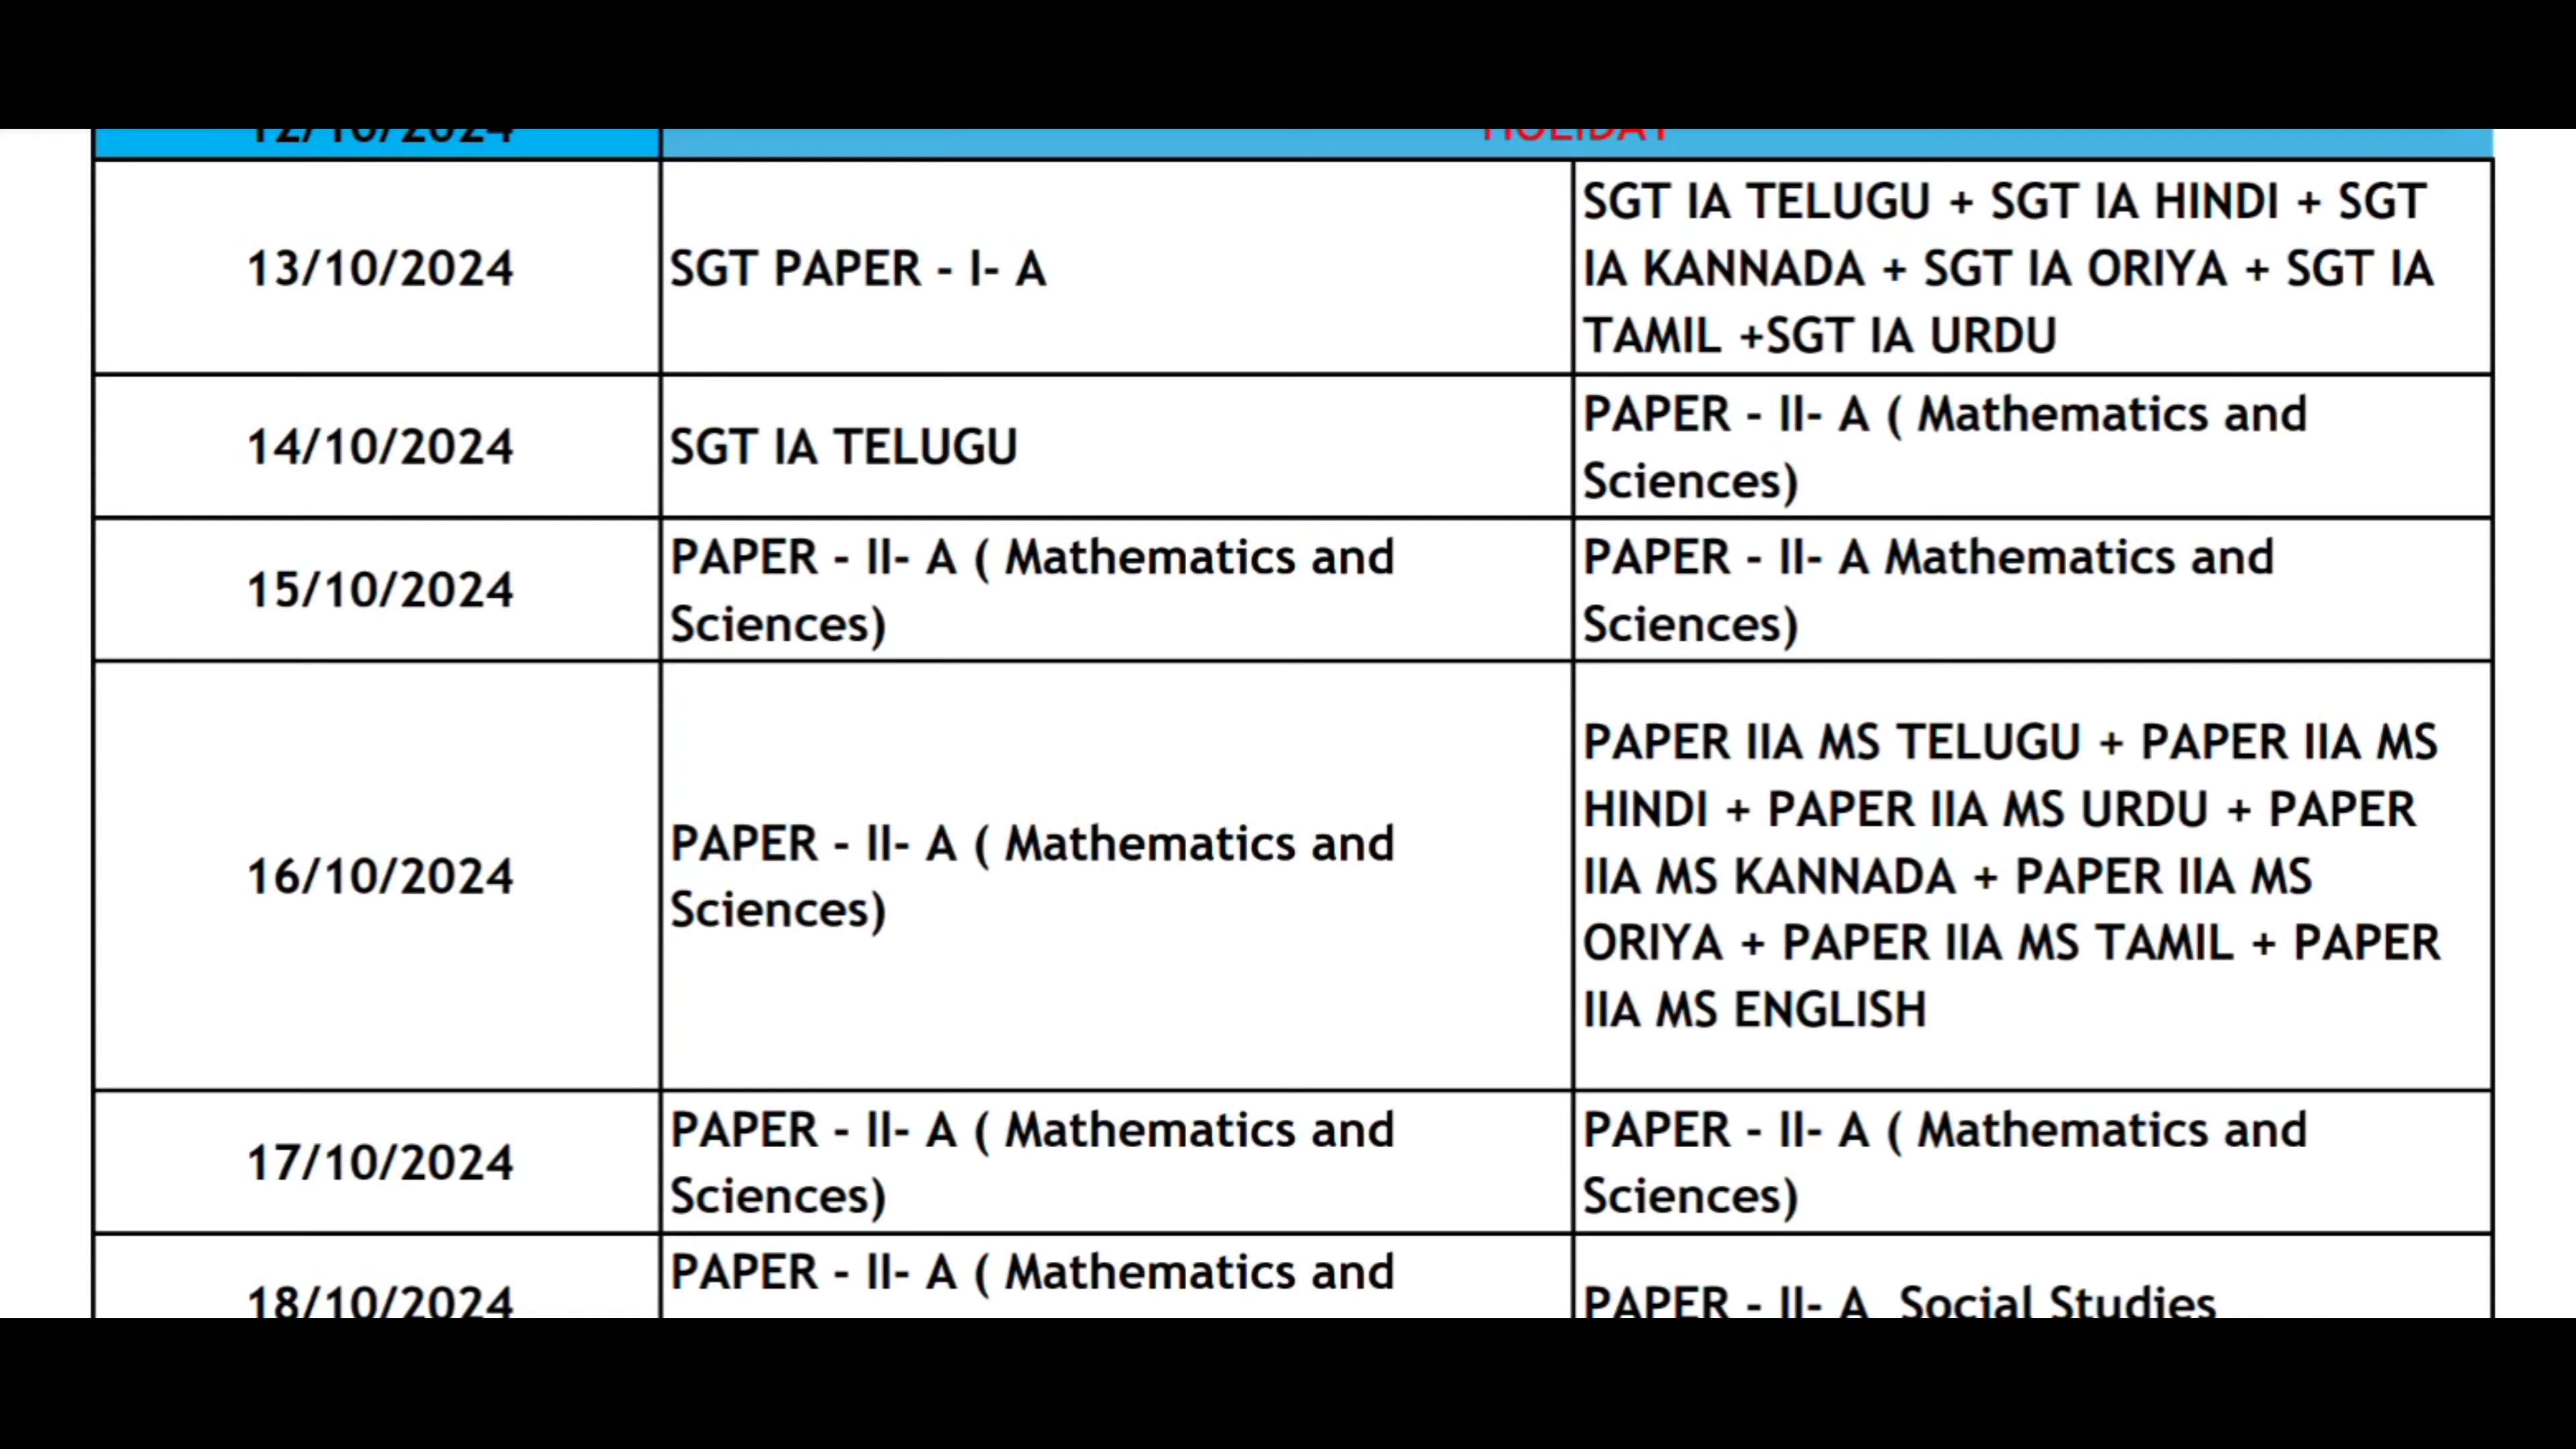 12/10/2024
HOLIDAY
13/10/2024
SGT PAPER - I- A
SGT IA TELUGU + SGT IA HINDI + SGT
IA KANNADA + SGT IA ORIYA + SGT IA
TAMIL +SGT IA URDU
14/10/2024
SGT IA TELUGU
PAPER - II- A ( Mathematics and
Sciences)
15/10/2024
PAPER - II- A ( Mathematics and
Sciences)
PAPER - II- A Mathematics and
Sciences)
16/10/2024
PAPER - II- A ( Mathematics and
Sciences)
PAPER IIA MS TELUGU + PAPER IIA MS
HINDI + PAPER IIA MS URDU + PAPER
IIA MS KANNADA + PAPER IIA MS
ORIYA + PAPER IIA MS TAMIL + PAPER
IIA MS ENGLISH
17/10/2024
PAPER - II- A ( Mathematics and
Sciences)
PAPER - II- A ( Mathematics and
Sciences)
18/10/2024
PAPER - II- A ( Mathematics and
PAPER - II- A  Social Studies